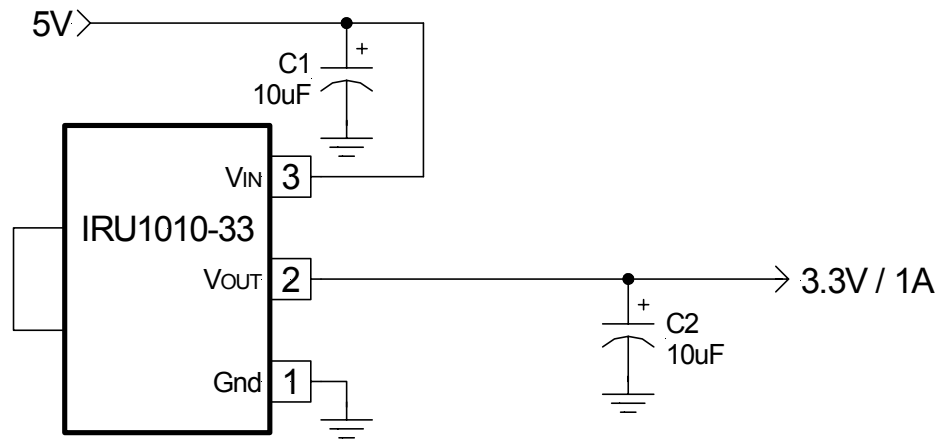 5V
+
C1
10uF
VIN 3
IRU1010-33
VOUT 2
3.3V / 1A
+
C2
10uF
Gnd 1